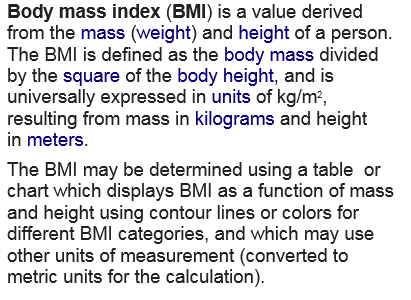 Body mass index (BMI) is a value derived
from the mass (weight) and height of a person.
The BMI is defined as the body mass divided
by the square of the body height, and is
universally expressed in units of kg/m²,
resulting from mass in kilograms and height
in meters.
The BMI may be determined using a table  or
chart which displays BMI as a function of mass
and height using contour lines or colors for
different BMI categories, and which may use
other units of measurement (converted to
metric units for the calculation).